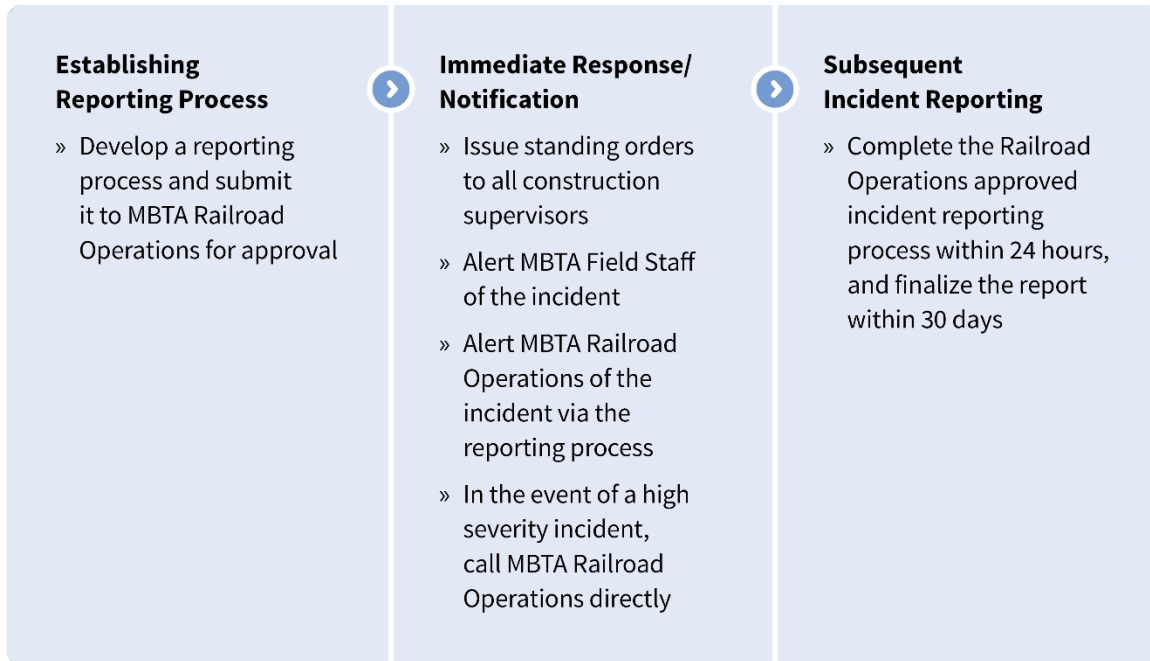 Establishing
Reporting Process
» Develop a reporting
process and submit
it to MBTA Railroad
Operations for approval
Immediate Response/
Notification
» Issue standing orders
to all construction
supervisors
» Alert MBTA Field Staff
of the incident
» Alert MBTA Railroad
Operations of the
incident via the
reporting process
» In the event of a high
severity incident,
call MBTA Railroad
Operations directly
Subsequent
Incident Reporting
» Complete the Railroad
Operations approved
incident reporting
process within 24 hours,
and finalize the report
within 30 days